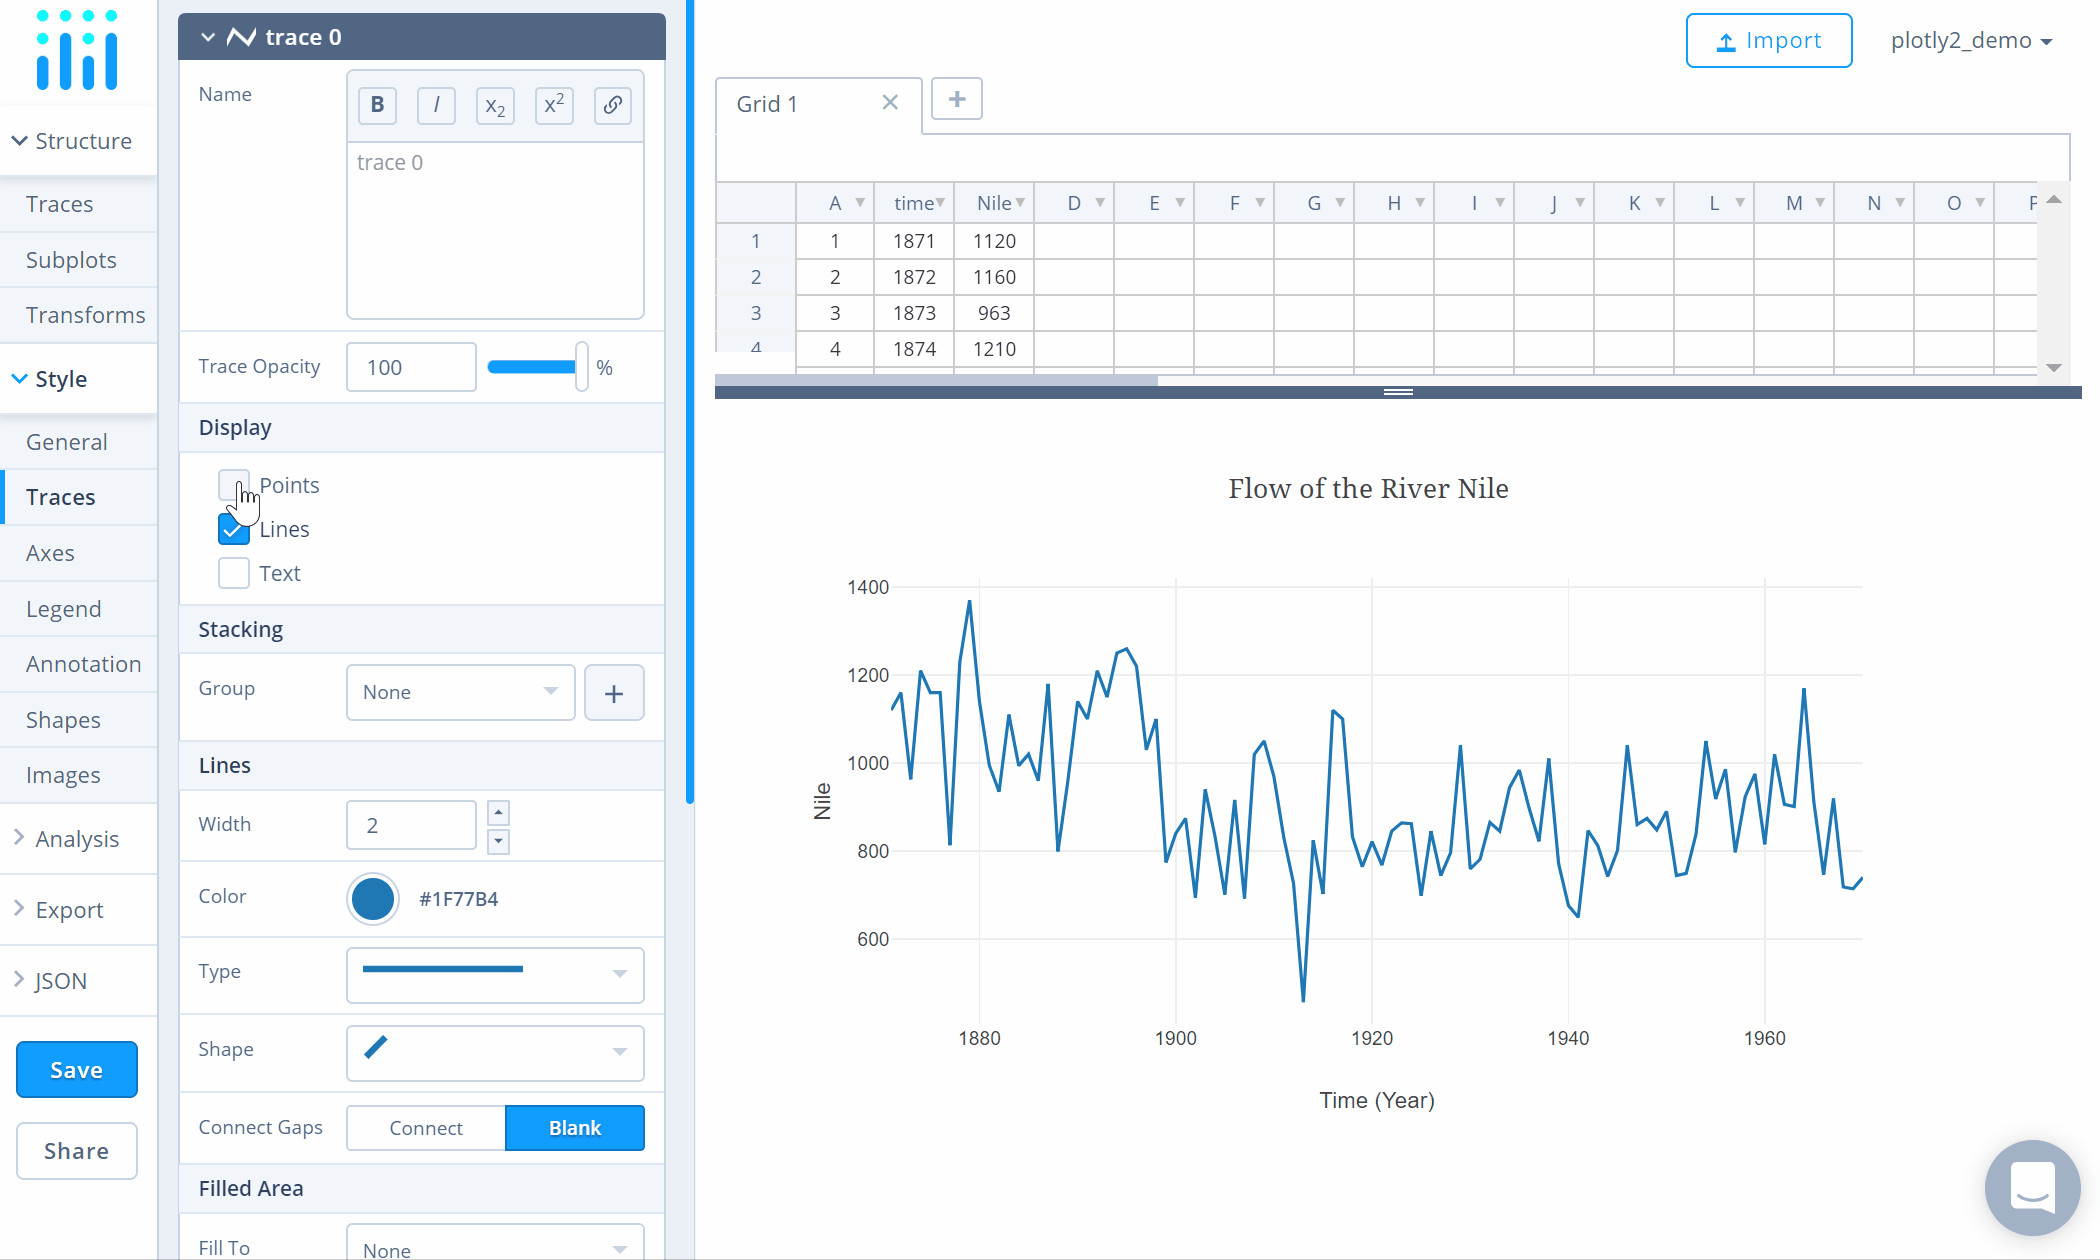 Structure
Traces
Subplots
Transforms
Style
General
Traces
Axes
Legend
Annotation
Shapes
Images
Analysis
Export
JSON
Save
Share
trace 0
Name
B I x2 x2
trace 0
Trace Opacity 100 %
Display
Points
Lines
Text
Stacking
Group None +
Lines
Width 2
Color #1F77B4
Type
Shape
Connect Gaps Connect Blank
Filled Area
Fill To None
Import plotly2_demo
Grid 1 × +
A time Nile D E F G H I J K L M N O P
1 1 1871 1120
2 2 1872 1160
3 3 1873 963
4 4 1874 1210
Flow of the River Nile
1400
1200
1000
800
600
Nile
1880 1900 1920 1940 1960
Time (Year)